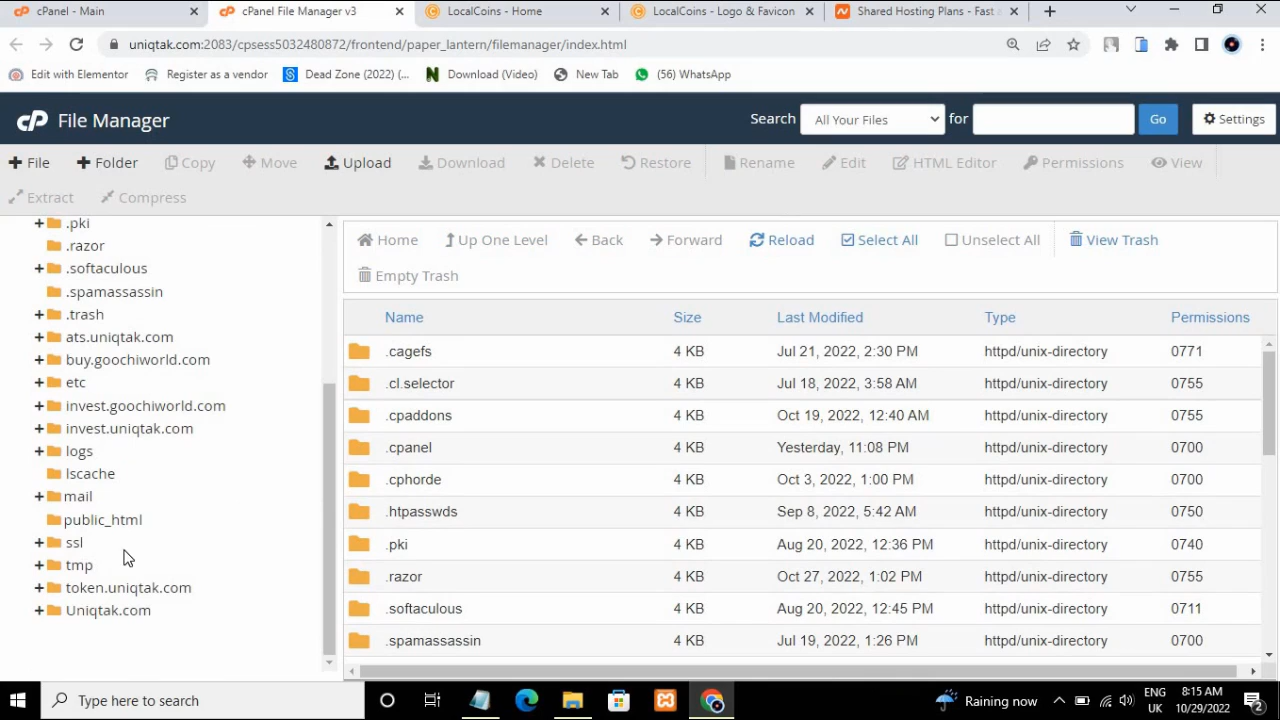 cPanel - Main
cPanel File Manager v3
LocalCoins - Home
LocalCoins - Logo & Favicon
Shared Hosting Plans - Fast a
uniqtak.com:2083/cpsess5032480872/frontend/paper_lantern/filemanager/index.html
Edit with Elementor
Register as a vendor
Dead Zone (2022) (...
Download (Video)
New Tab
(56) WhatsApp
cP File Manager
Search
All Your Files
for
Go
Settings
File
Folder
Copy
Move
Upload
Download
Delete
Restore
Rename
Edit
HTML Editor
Permissions
View
Extract
Compress
.pki
.razor
.softaculous
.spamassassin
.trash
ats.uniqtak.com
buy.goochiworld.com
etc
invest.goochiworld.com
invest.uniqtak.com
logs
lscache
mail
public_html
ssl
tmp
token.uniqtak.com
Uniqtak.com
Home
Up One Level
Back
Forward
Reload
Select All
Unselect All
View Trash
Empty Trash
Name Size Last Modified Type Permissions
.cagefs 4 KB Jul 21, 2022, 2:30 PM httpd/unix-directory 0771
.cl.selector 4 KB Jul 18, 2022, 3:58 AM httpd/unix-directory 0755
.cpaddons 4 KB Oct 19, 2022, 12:40 AM httpd/unix-directory 0755
.cpanel 4 KB Yesterday, 11:08 PM httpd/unix-directory 0700
.cphorde 4 KB Oct 3, 2022, 1:00 PM httpd/unix-directory 0700
.htpasswds 4 KB Sep 8, 2022, 5:42 AM httpd/unix-directory 0750
.pki 4 KB Aug 20, 2022, 12:36 PM httpd/unix-directory 0740
.razor 4 KB Oct 27, 2022, 1:02 PM httpd/unix-directory 0755
.softaculous 4 KB Aug 20, 2022, 12:45 PM httpd/unix-directory 0711
.spamassassin 4 KB Jul 19, 2022, 1:26 PM httpd/unix-directory 0700
Type here to search
Raining now
ENG
UK
8:15 AM
10/29/2022
2